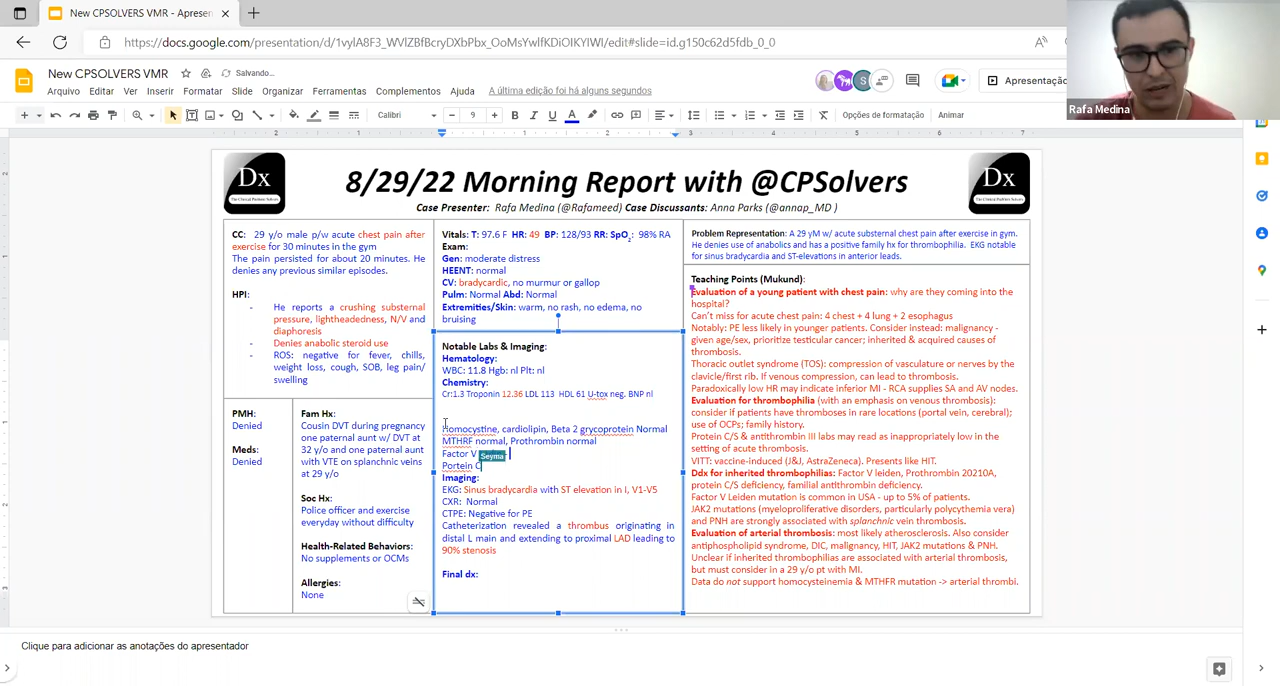 New CPSOLVERS VMR - Apresen
https://docs.google.com/presentation/d/1vylA8F3_WVlZBfBcryDXbPbx_OoMsYwlfKDiOIKYIWI/edit#slide=id.g150c62d5fdb_0_0
Rafa Medina
New CPSOLVERS VMR
Salvando...
Arquivo Editar Ver Inserir Formatar Slide Organizar Ferramentas Complementos Ajuda A última edição foi há alguns segundos
Apresentação
Calibri
9
Opções de formatação
Animar
Dx
The Clinical Problem Solvers
8/29/22 Morning Report with @CPSolvers
Case Presenter: Rafa Medina (@Rafameed) Case Discussants: Anna Parks (@annap_MD )
Dx
The Clinical Problem Solvers
CC: 29 y/o male p/w acute chest pain after
exercise for 30 minutes in the gym
The pain persisted for about 20 minutes. He
denies any previous similar episodes.
HPI:
- He reports a crushing substernal
pressure, lightheadedness, N/V and
diaphoresis
- Denies anabolic steroid use
- ROS: negative for fever, chills,
weight loss, cough, SOB, leg pain/
swelling
PMH:
Denied
Meds:
Denied
Fam Hx:
Cousin DVT during pregnancy
one paternal aunt w/ DVT at
32 y/o and one paternal aunt
with VTE on splanchnic veins
at 29 y/o
Soc Hx:
Police officer and exercise
everyday without difficulty
Health-Related Behaviors:
No supplements or OCMs
Allergies:
None
Vitals: T: 97.6 F HR: 49 BP: 128/93 RR: SpO2: 98% RA
Exam:
Gen: moderate distress
HEENT: normal
CV: bradycardic, no murmur or gallop
Pulm: Normal Abd: Normal
Extremities/Skin: warm, no rash, no edema, no
bruising
Notable Labs & Imaging:
Hematology:
WBC: 11.8 Hgb: nl Plt: nl
Chemistry:
Cr:1.3 Troponin 12.36 LDL 113 HDL 61 U-tox neg. BNP nl
Homocystine, cardiolipin, Beta 2 grycoprotein Normal
MTHRF normal, Prothrombin normal
Factor V
Seyma
Portein C
Imaging:
EKG: Sinus bradycardia with ST elevation in I, V1-V5
CXR: Normal
CTPE: Negative for PE
Catheterization revealed a thrombus originating in
distal L main and extending to proximal LAD leading to
90% stenosis
Final dx:
Problem Representation: A 29 yM w/ acute substernal chest pain after exercise in gym.
He denies use of anabolics and has a positive family hx for thrombophilia. EKG notable
for sinus bradycardia and ST-elevations in anterior leads.
Teaching Points (Mukund):
Evaluation of a young patient with chest pain: why are they coming into the
hospital?
Can't miss for acute chest pain: 4 chest + 4 lung + 2 esophagus
Notably: PE less likely in younger patients. Consider instead: malignancy -
given age/sex, prioritize testicular cancer; inherited & acquired causes of
thrombosis.
Thoracic outlet syndrome (TOS): compression of vasculature or nerves by the
clavicle/first rib. If venous compression, can lead to thrombosis.
Paradoxically low HR may indicate inferior MI - RCA supplies SA and AV nodes.
Evaluation for thrombophilia (with an emphasis on venous thrombosis):
consider if patients have thromboses in rare locations (portal vein, cerebral);
use of OCPs; family history.
Protein C/S & antithrombin III labs may read as inappropriately low in the
setting of acute thrombosis.
VITT: vaccine-induced (J&J, AstraZeneca). Presents like HIT.
Ddx for inherited thrombophilias: Factor V leiden, Prothrombin 20210A,
protein C/S deficiency, familial antithrombin deficiency.
Factor V Leiden mutation is common in USA - up to 5% of patients.
JAK2 mutations (myeloproliferative disorders, particularly polycythemia vera)
and PNH are strongly associated with splanchnic vein thrombosis.
Evaluation of arterial thrombosis: most likely atherosclerosis. Also consider
antiphospholipid syndrome, DIC, malignancy, HIT, JAK2 mutations & PNH.
Unclear if inherited thrombophilias are associated with arterial thrombosis,
but must consider in a 29 y/o pt with MI.
Data do not support homocysteinemia & MTHFR mutation -> arterial thrombi.
Clique para adicionar as anotações do apresentador